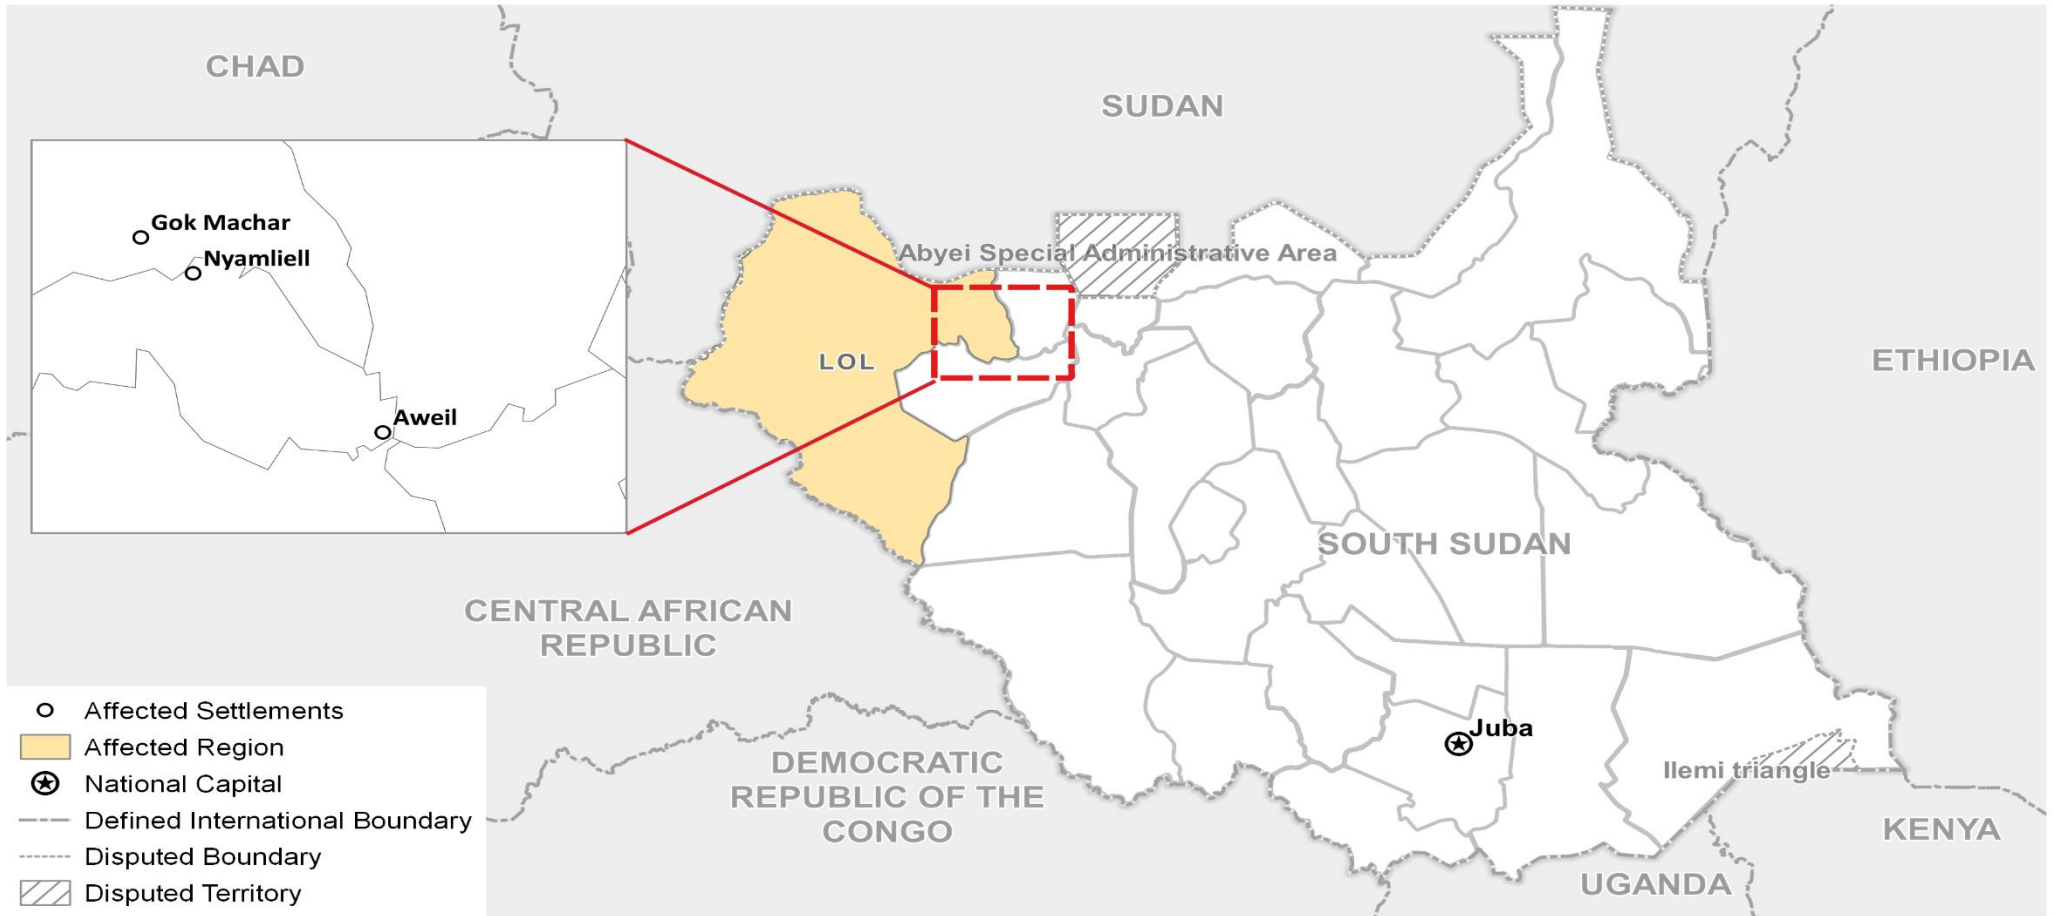 CHAD
SUDAN
Gok Machar
Nyamliell
Abyei Special Administrative Area
LOL
ETHIOPIA
Aweil
SOUTH SUDAN
CENTRAL AFRICAN
REPUBLIC
Affected Settlements
Affected Region
National Capital
Defined International Boundary
Disputed Boundary
Disputed Territory
Juba
DEMOCRATIC
REPUBLIC OF THE
CONGO
Ilemi triangle
KENYA
UGANDA